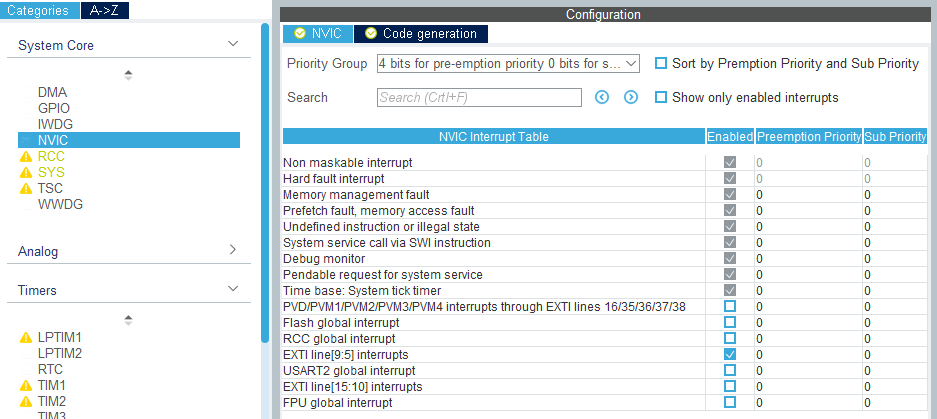 Categories A->Z
System Core
DMA
GPIO
IWDG
NVIC
RCC
SYS
TSC
WWDG
Analog
Timers
LPTIM1
LPTIM2
RTC
TIM1
TIM2
TIM3
Configuration
NVIC Code generation
Priority Group 4 bits for pre-emption priority 0 bits for s... Sort by Premption Priority and Sub Priority
Search Search (CrtI+F) Show only enabled interrupts
NVIC Interrupt Table Enabled Preemption Priority Sub Priority
Non maskable interrupt 0 0
Hard fault interrupt 0 0
Memory management fault 0 0
Prefetch fault, memory access fault 0 0
Undefined instruction or illegal state 0 0
System service call via SWI instruction 0 0
Debug monitor 0 0
Pendable request for system service 0 0
Time base: System tick timer 0 0
PVD/PVM1/PVM2/PVM3/PVM4 interrupts through EXTI lines 16/35/36/37/38 0 0
Flash global interrupt 0 0
RCC global interrupt 0 0
EXTI line[9:5] interrupts 0 0
USART2 global interrupt 0 0
EXTI line[15:10] interrupts 0 0
FPU global interrupt 0 0